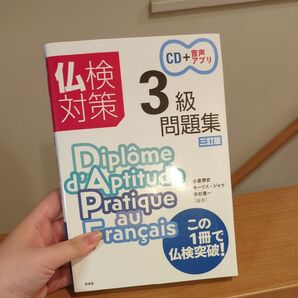 CD+音声
アプリ
仏検
対策
3級
問題集
三訂版
Diplôme
d'Aptitude
Pratique
au
Français
小倉博史
モーリス・ジャケ
舟杉真一
[編著]
この
1冊で
仏検突破!